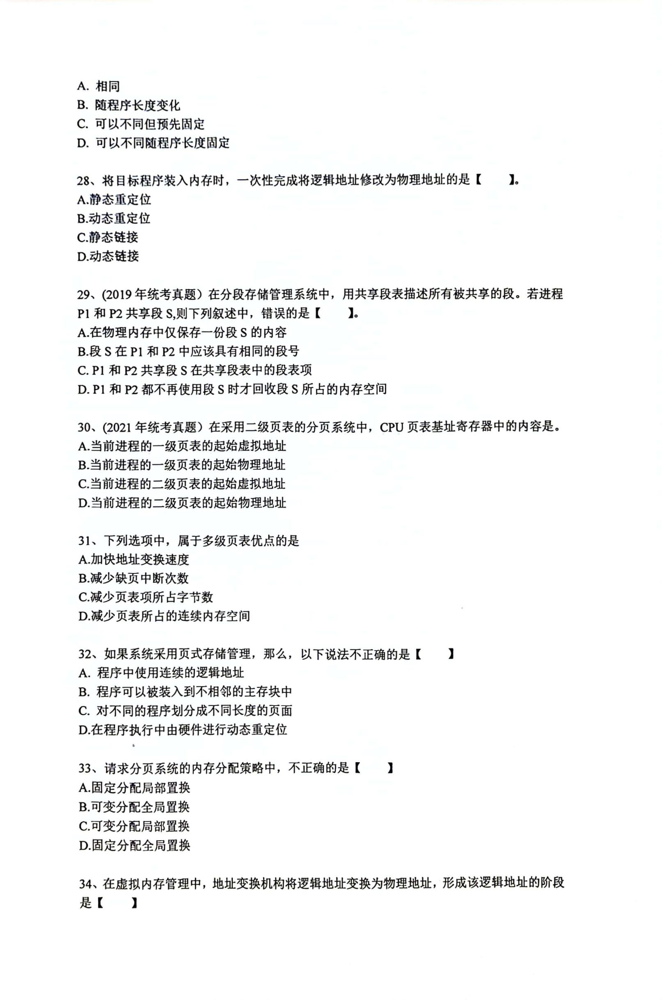 A. 相同
B. 随程序长度变化
C. 可以不同但预先固定
D. 可以不同随程序长度固定
28、将目标程序装入内存时，一次性完成将逻辑地址修改为物理地址的是【　　】。
A.静态重定位
B.动态重定位
C.静态链接
D.动态链接
29、(2019 年统考真题）在分段存储管理系统中，用共享段表描述所有被共享的段。若进程
P1 和 P2 共享段 S,则下列叙述中，错误的是【　　】。
A.在物理内存中仅保存一份段 S 的内容
B.段 S 在 P1 和 P2 中应该具有相同的段号
C. P1 和 P2 共享段 S 在共享段表中的段表项
D. P1 和 P2 都不再使用段 S 时才回收段 S 所占的内存空间
30、(2021 年统考真题）在采用二级页表的分页系统中，CPU 页表基址寄存器中的内容是。
A.当前进程的一级页表的起始虚拟地址
B.当前进程的一级页表的起始物理地址
C.当前进程的二级页表的起始虚拟地址
D.当前进程的二级页表的起始物理地址
31、下列选项中，属于多级页表优点的是
A.加快地址变换速度
B.减少缺页中断次数
C.减少页表项所占字节数
D.减少页表所占的连续内存空间
32、如果系统采用页式存储管理，那么，以下说法不正确的是【　　】
A. 程序中使用连续的逻辑地址
B. 程序可以被装入到不相邻的主存块中
C. 对不同的程序划分成不同长度的页面
D.在程序执行中由硬件进行动态重定位
33、请求分页系统的内存分配策略中，不正确的是【　　】
A.固定分配局部置换
B.可变分配全局置换
C.可变分配局部置换
D.固定分配全局置换
34、在虚拟内存管理中，地址变换机构将逻辑地址变换为物理地址，形成该逻辑地址的阶段
是【　　】